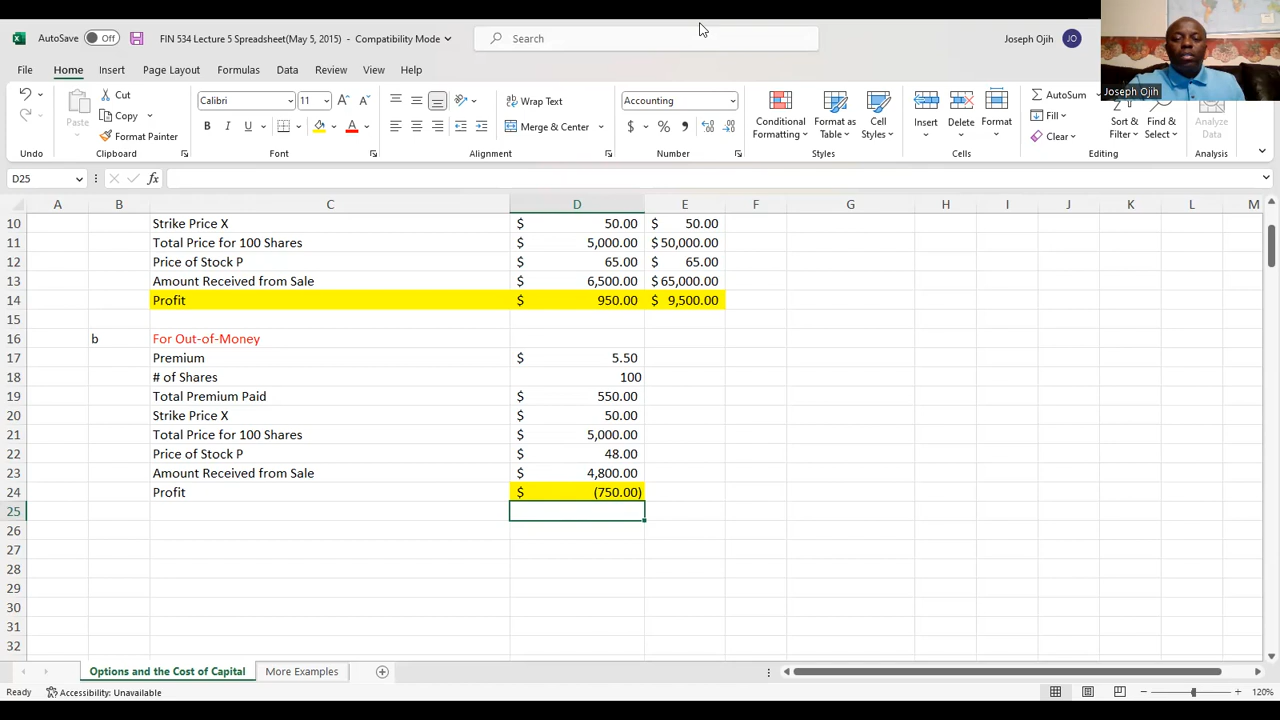 AutoSave Off FIN 534 Lecture 5 Spreadsheet(May 5, 2015) - Compatibility Mode Search Joseph Ojih JO
File Home Insert Page Layout Formulas Data Review View Help
Joseph Ojih
Cut Calibri 11 Wrap Text Accounting AutoSum
Paste Copy Merge & Center Conditional Formatting Format as Table Cell Styles Insert Delete Format Fill Sort & Filter Find & Select Analyze Data
Format Painter B I U A $ % , Clear
Undo Clipboard Font Alignment Number Styles Cells Editing Analysis
D25 fx
A B C D E F G H I J K L M
10 Strike Price X $ 50.00 $ 50.00
11 Total Price for 100 Shares $ 5,000.00 $ 50,000.00
12 Price of Stock P $ 65.00 $ 65.00
13 Amount Received from Sale $ 6,500.00 $ 65,000.00
14 Profit $ 950.00 $ 9,500.00
15
16 b For Out-of-Money
17 Premium $ 5.50
18 # of Shares 100
19 Total Premium Paid $ 550.00
20 Strike Price X $ 50.00
21 Total Price for 100 Shares $ 5,000.00
22 Price of Stock P $ 48.00
23 Amount Received from Sale $ 4,800.00
24 Profit $ (750.00)
25
26
27
28
29
30
31
32
Options and the Cost of Capital More Examples
Ready Accessibility: Unavailable 120%